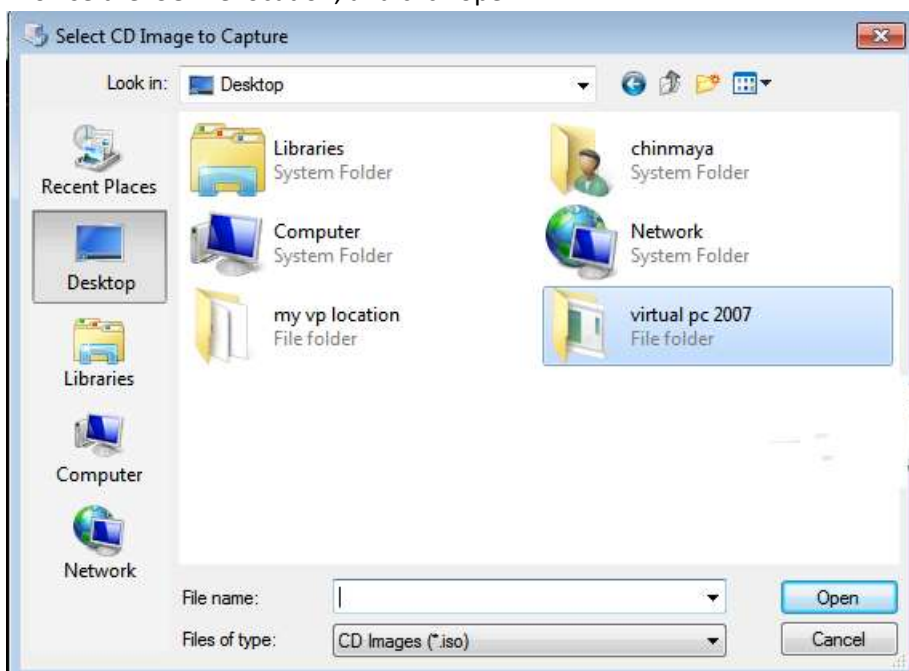 Select CD Image to Capture
Look in: Desktop
Libraries
System Folder
chinmaya
System Folder
Computer
System Folder
Network
System Folder
my vp location
File folder
virtual pc 2007
File folder
Recent Places
Desktop
Libraries
Computer
Network
File name:
Open
Files of type: CD Images (*.iso)
Cancel